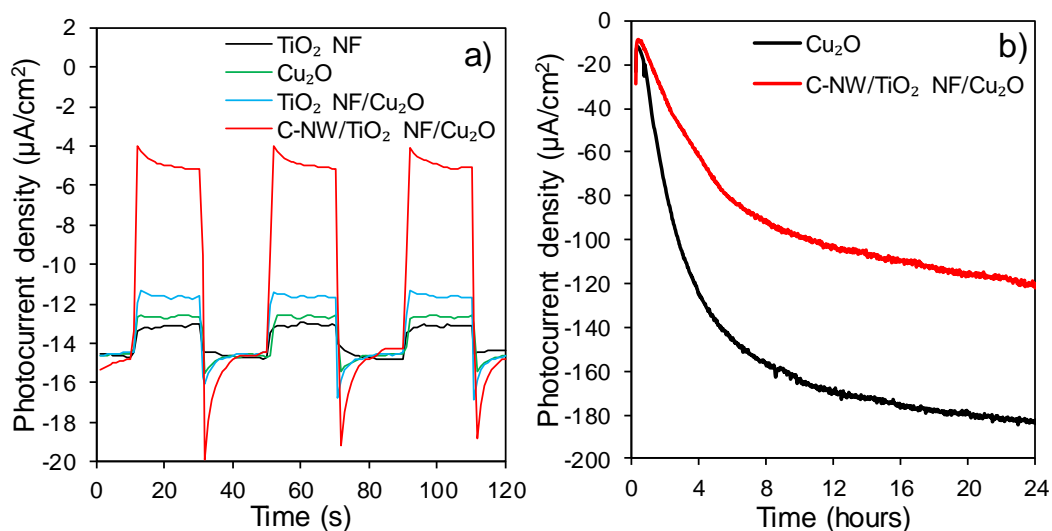 a)
TiO₂ NF
Cu₂O
TiO₂ NF/Cu₂O
C-NW/TiO₂ NF/Cu₂O
Photocurrent density (µA/cm²)
2
0
-2
-4
-6
-8
-10
-12
-14
-16
-18
-20
0 20 40 60 80 100 120
Time (s)
b)
Cu₂O
C-NW/TiO₂ NF/Cu₂O
Photocurrent density (µA/cm²)
0
-20
-40
-60
-80
-100
-120
-140
-160
-180
-200
0 4 8 12 16 20 24
Time (hours)